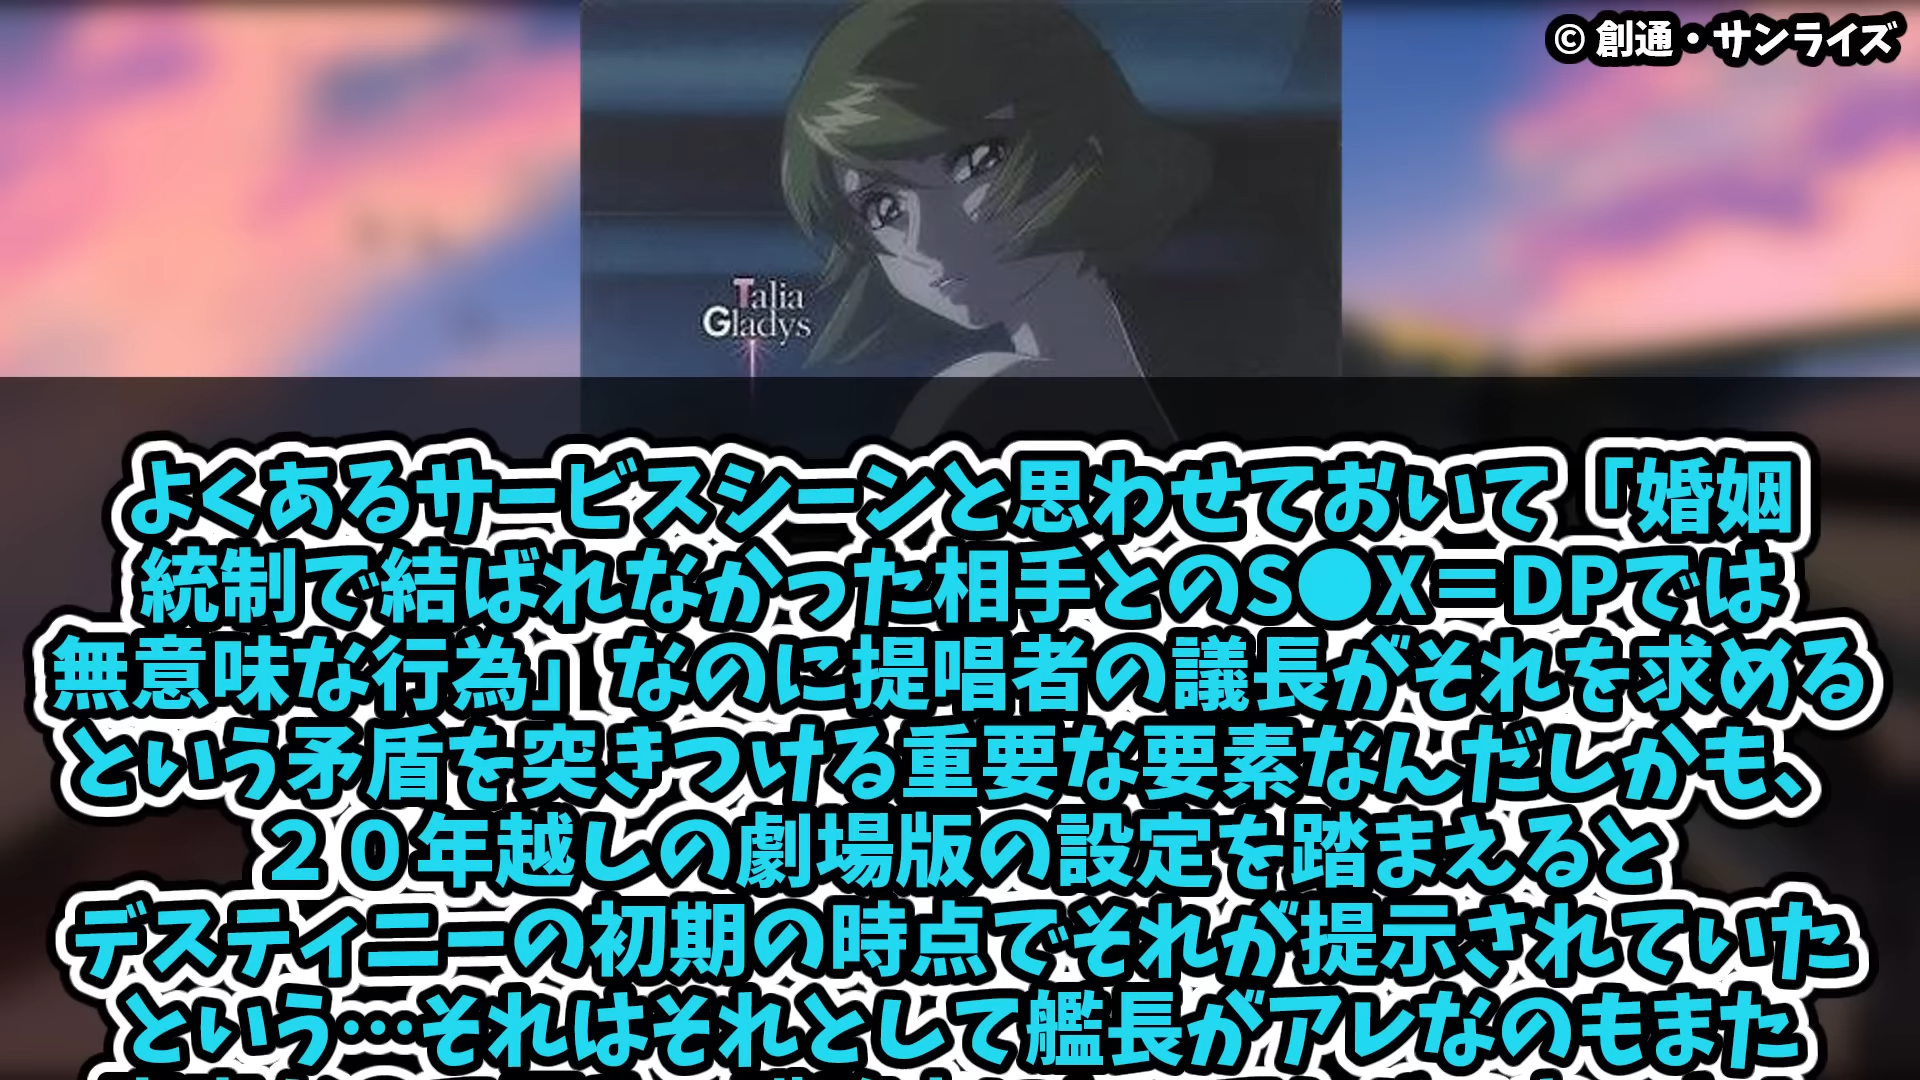 © 創通・サンライズ
Talia
Gladys
よくあるサービスシーンと思わせておいて「婚姻
統制で結ばれなかった相手とのS●X＝DPでは
無意味な行為」なのに提唱者の議長がそれを求める
という矛盾を突きつける重要な要素なんだしかも、
２０年越しの劇場版の設定を踏まえると
デスティニーの初期の時点でそれが提示されていた
という…それはそれとして艦長がアレなのもまた